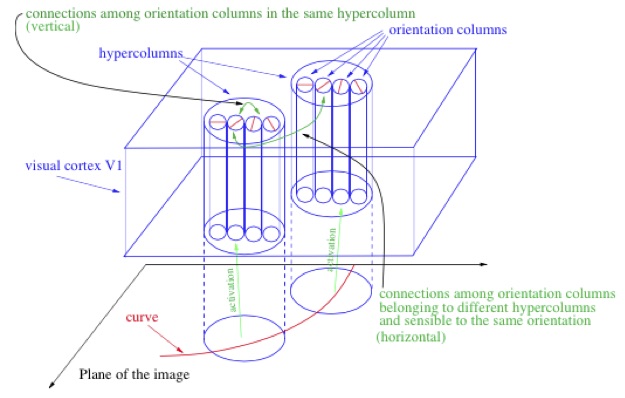 connections among orientation columns in the same hypercolumn
(vertical)
orientation columns
hypercolumns
visual cortex V1
activation
activation
connections among orientation columns
belonging to different hypercolumns
and sensible to the same orientation
(horizontal)
curve
Plane of the image